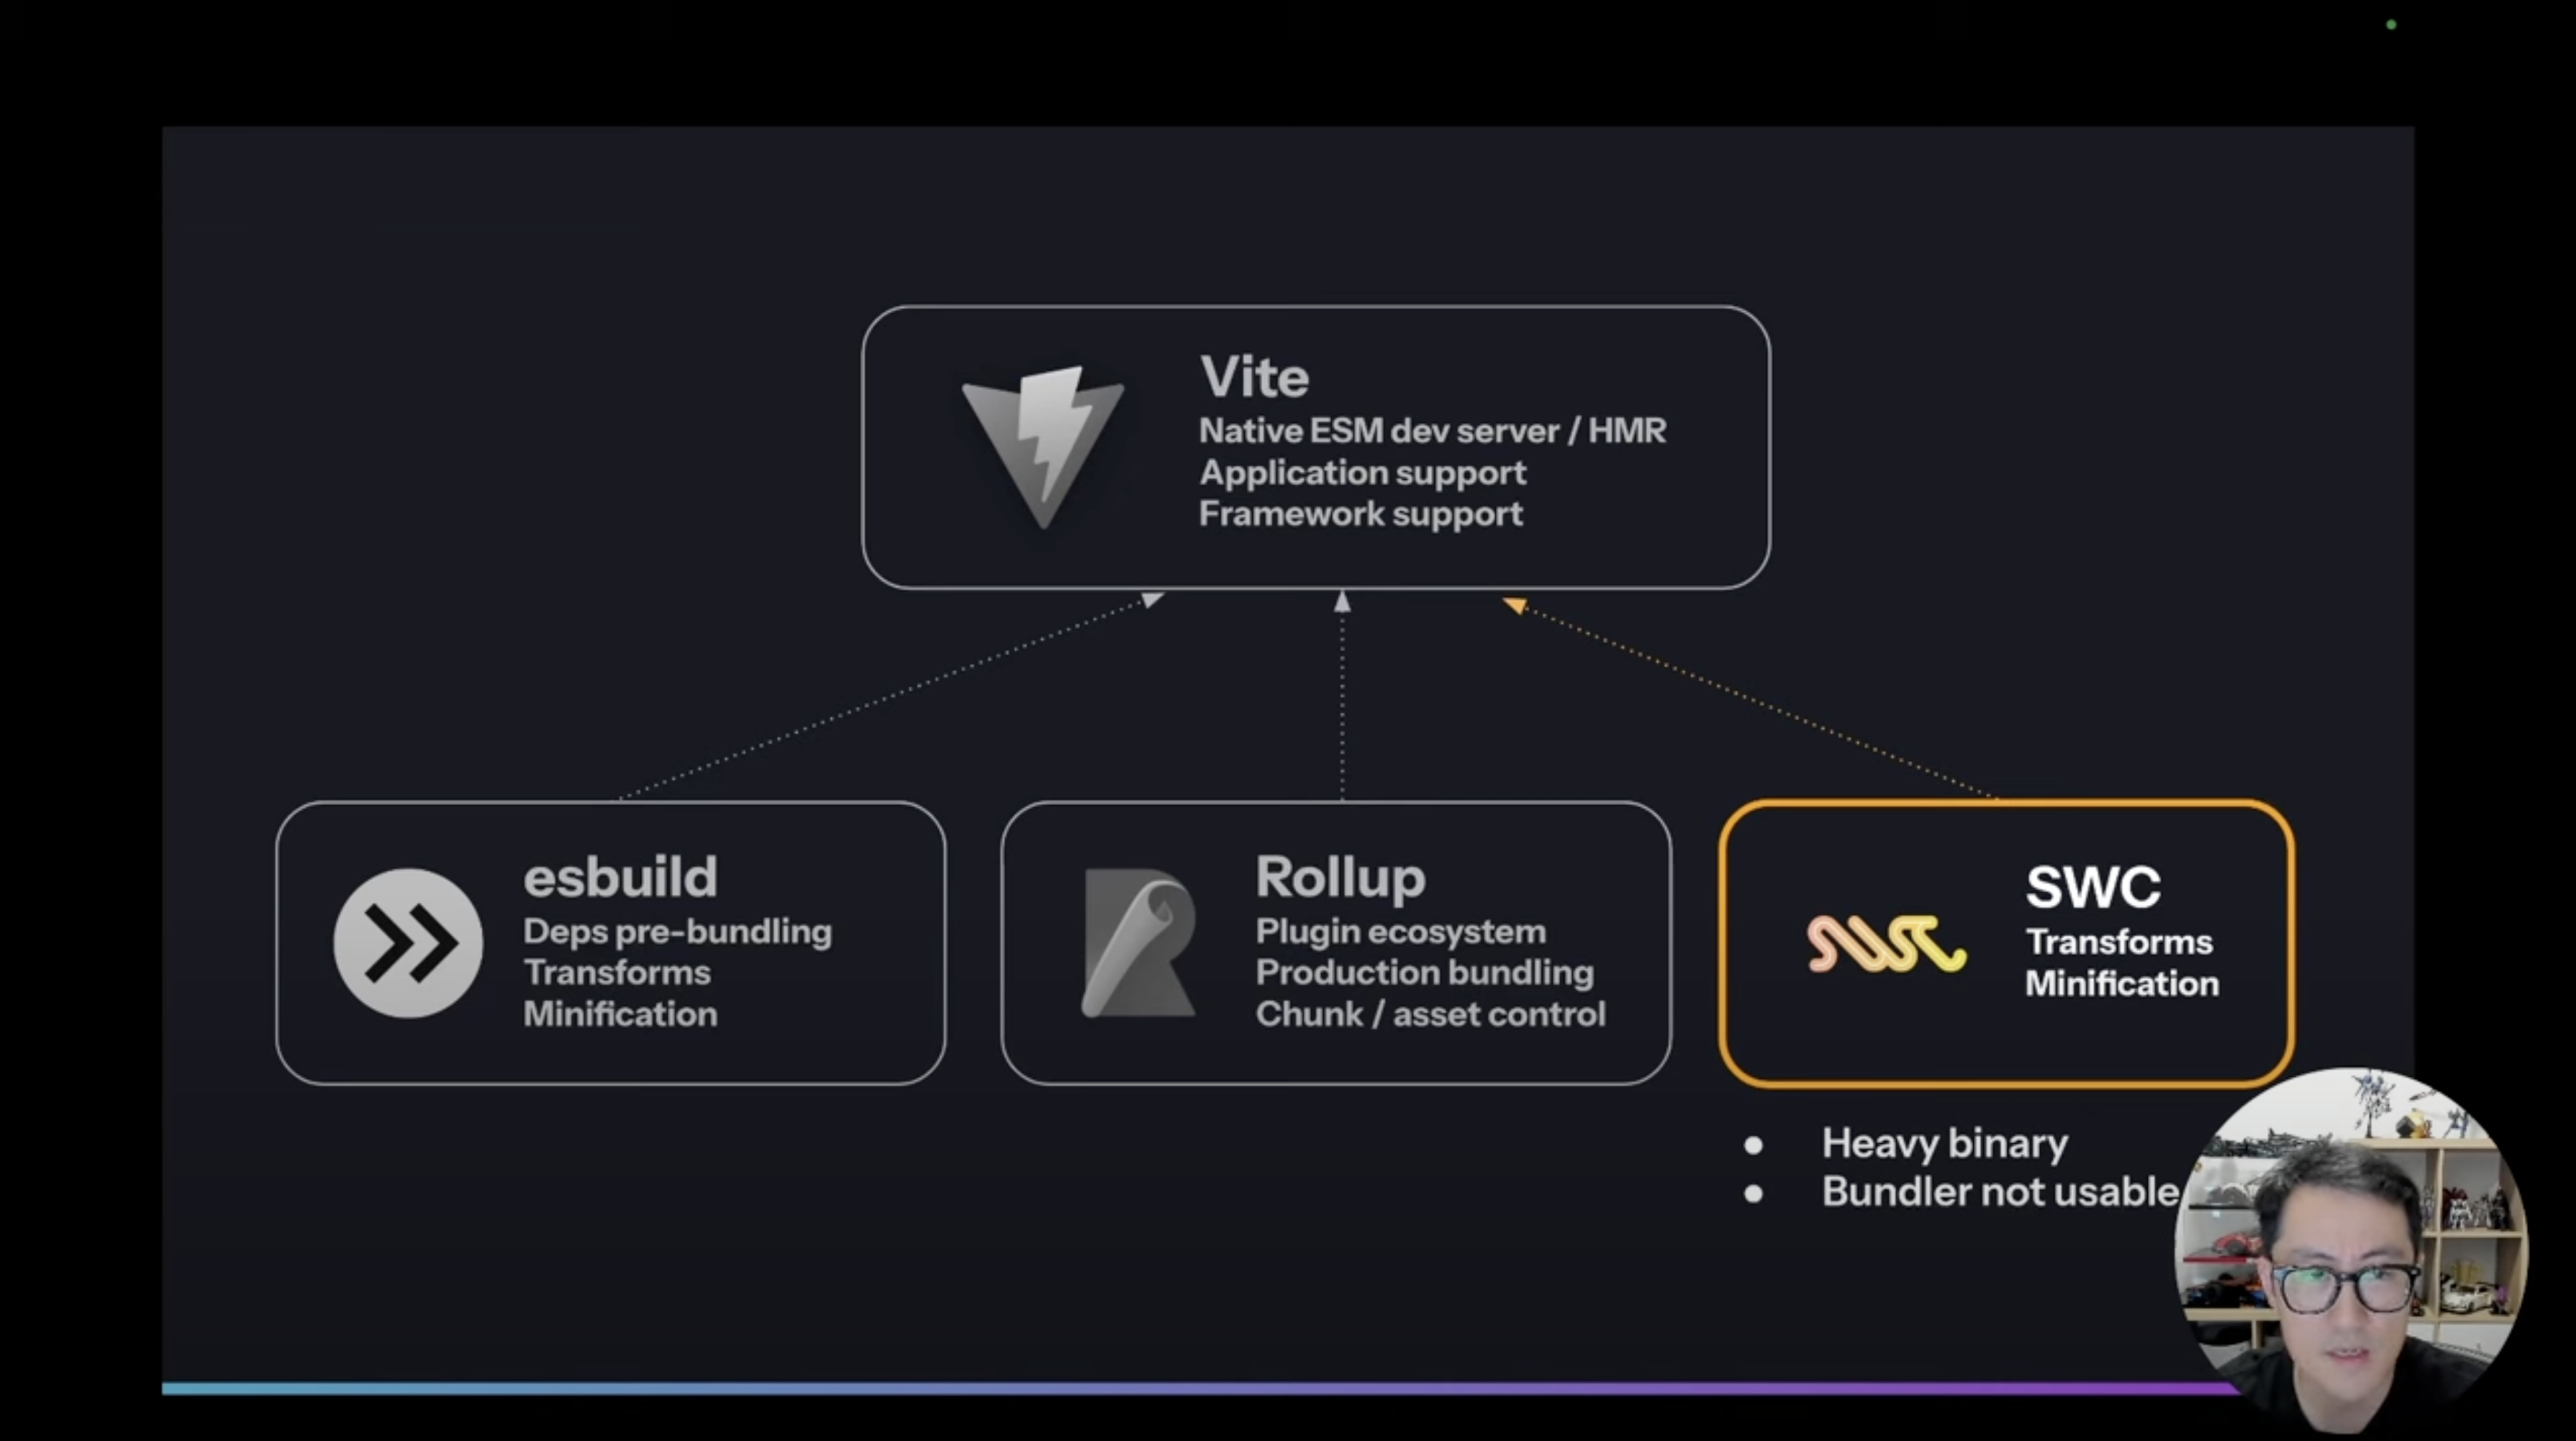 Vite
Native ESM dev server / HMR
Application support
Framework support
esbuild
Deps pre-bundling
Transforms
Minification
Rollup
Plugin ecosystem
Production bundling
Chunk / asset control
SWC
Transforms
Minification
Heavy binary
Bundler not usable